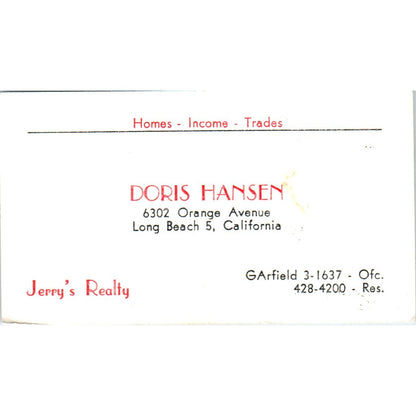 Homes - Income - Trades
DORIS HANSEN
6302 Orange Avenue
Long Beach 5, California
Jerry's Realty
GArfield 3-1637 - Ofc.
428-4200 - Res.